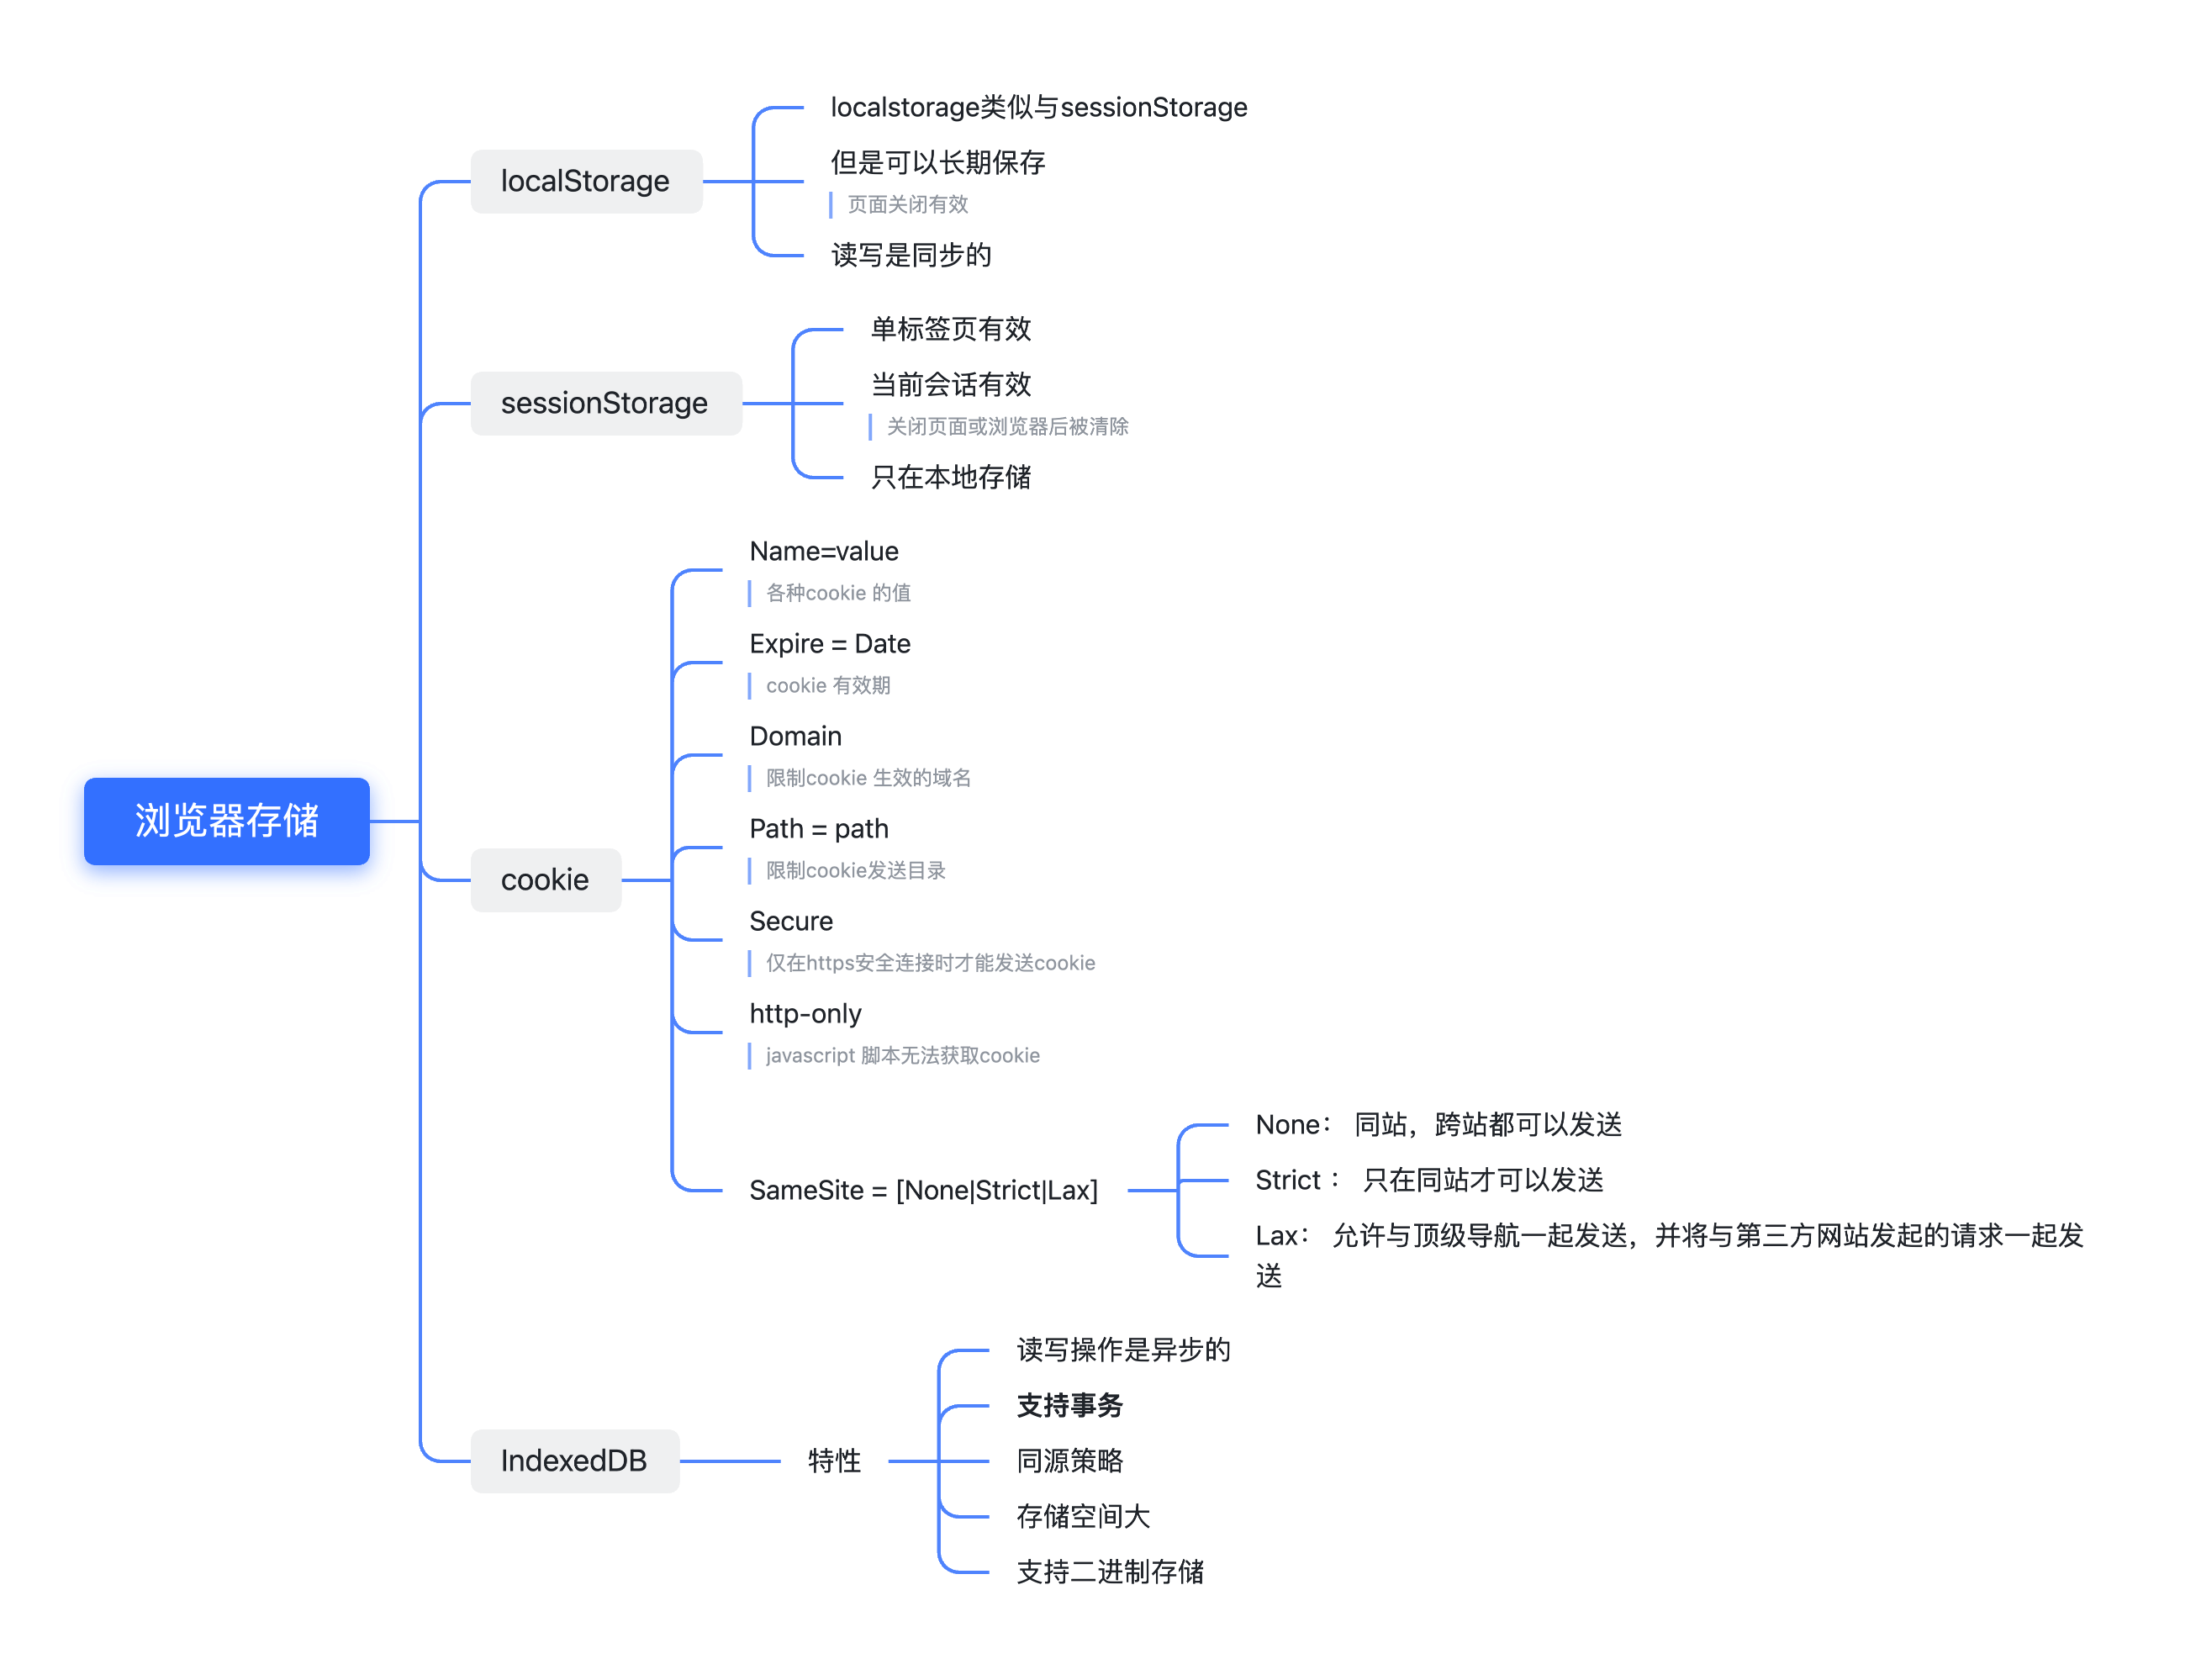 localstorage类似与sessionStorage
但是可以长期保存
localStorage
页面关闭有效
读写是同步的
单标签页有效
当前会话有效
sessionStorage
关闭页面或浏览器后被清除
只在本地存储
Name=value
各种cookie 的值
Expire = Date
cookie 有效期
Domain
限制cookie 生效的域名
浏览器存储
Path = path
限制cookie发送目录
cookie
Secure
仅在https安全连接时才能发送cookie
http-only
javascript 脚本无法获取cookie
SameSite = [None|Strict|Lax]
None： 同站，跨站都可以发送
Strict ： 只在同站才可以发送
Lax： 允许与顶级导航一起发送，并将与第三方网站发起的请求一起发
送
IndexedDB
特性
读写操作是异步的
支持事务
同源策略
存储空间大
支持二进制存储